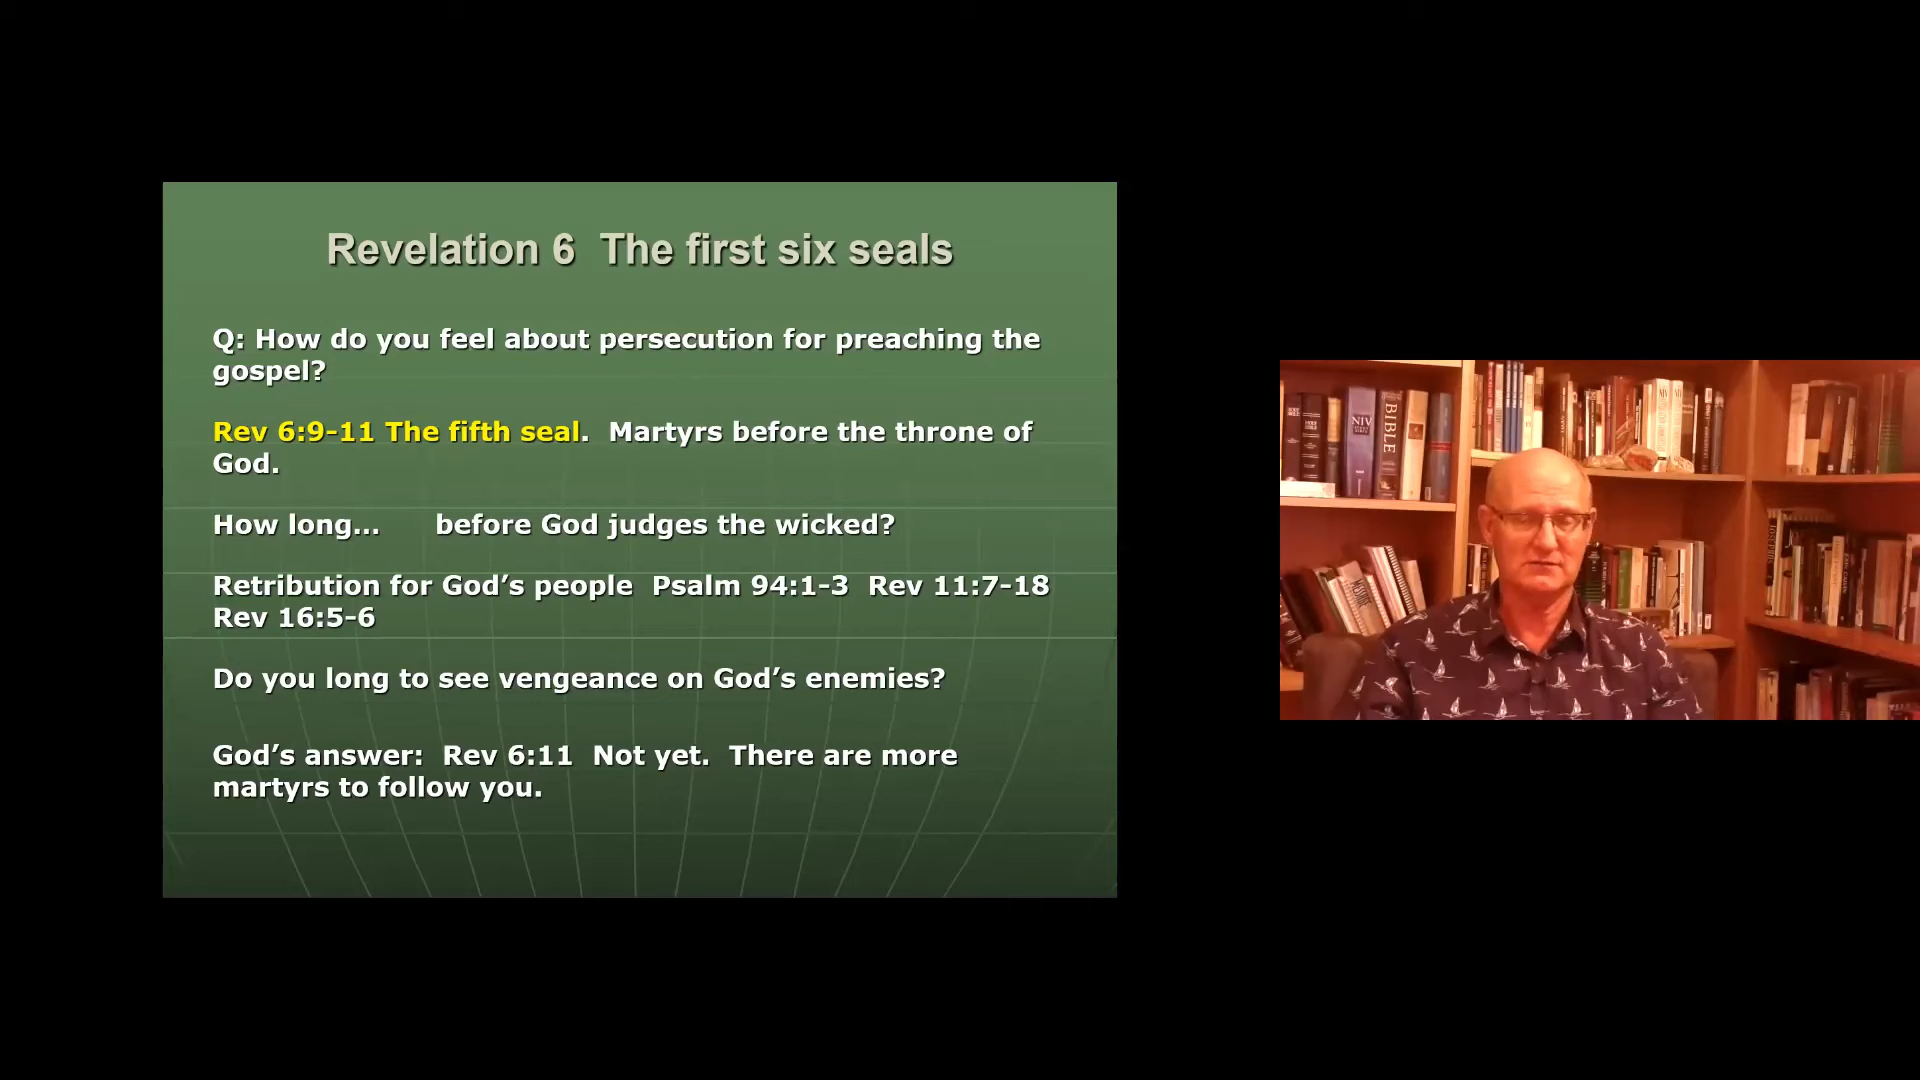 Revelation 6  The first six seals
Q: How do you feel about persecution for preaching the
gospel?
Rev 6:9-11 The fifth seal.  Martyrs before the throne of
God.
How long…      before God judges the wicked?
Retribution for God’s people  Psalm 94:1-3  Rev 11:7-18
Rev 16:5-6
Do you long to see vengeance on God’s enemies?
God’s answer:  Rev 6:11  Not yet.  There are more
martyrs to follow you.
NIV
BIBLE